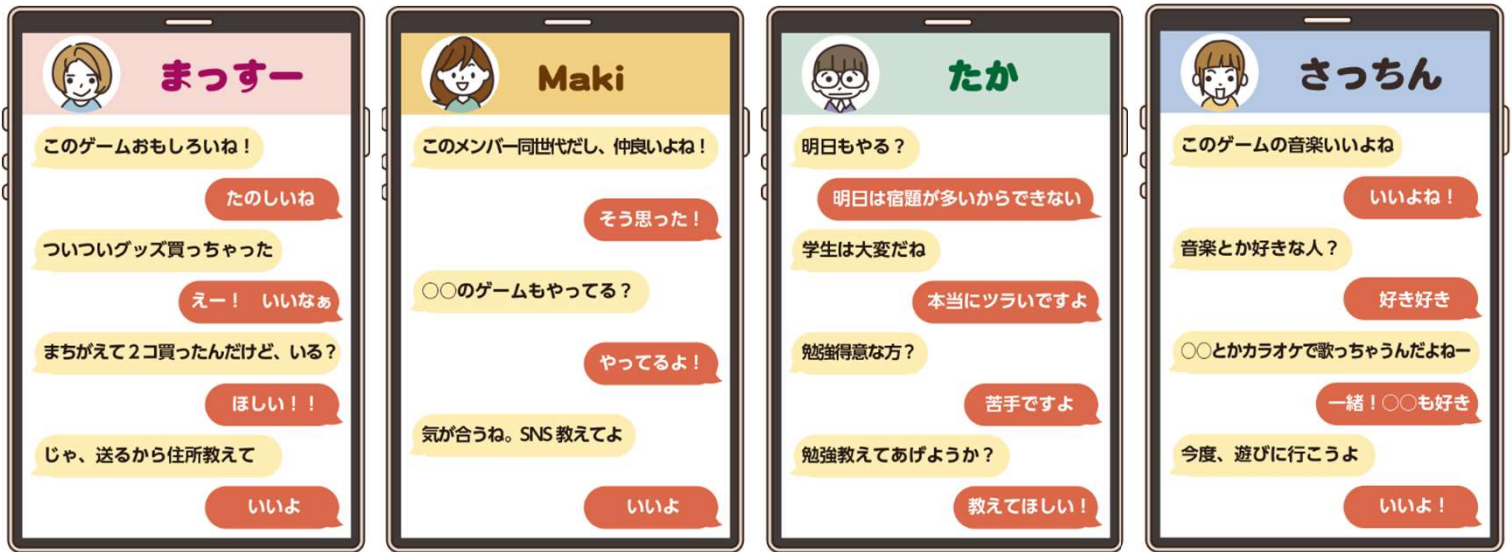 まっすー
このゲームおもしろいね！
たのしいね
ついついグッズ買っちゃった
えー！　いいなぁ
まちがえて２コ買ったんだけど、いる？
ほしい！！
じゃ、送るから住所教えて
いいよ
Maki
このメンバー同世代だし、仲良いよね！
そう思った！
○○のゲームもやってる？
やってるよ！
気が合うね。SNS 教えてよ
いいよ
たか
明日もやる？
明日は宿題が多いからできない
学生は大変だね
本当にツラいですよ
勉強得意な方？
苦手ですよ
勉強教えてあげようか？
教えてほしい！
さっちん
このゲームの音楽いいよね
いいよね！
音楽とか好きな人？
好き好き
○○とかカラオケで歌っちゃうんだよねー
一緒！○○も好き
今度、遊びに行こうよ
いいよ！